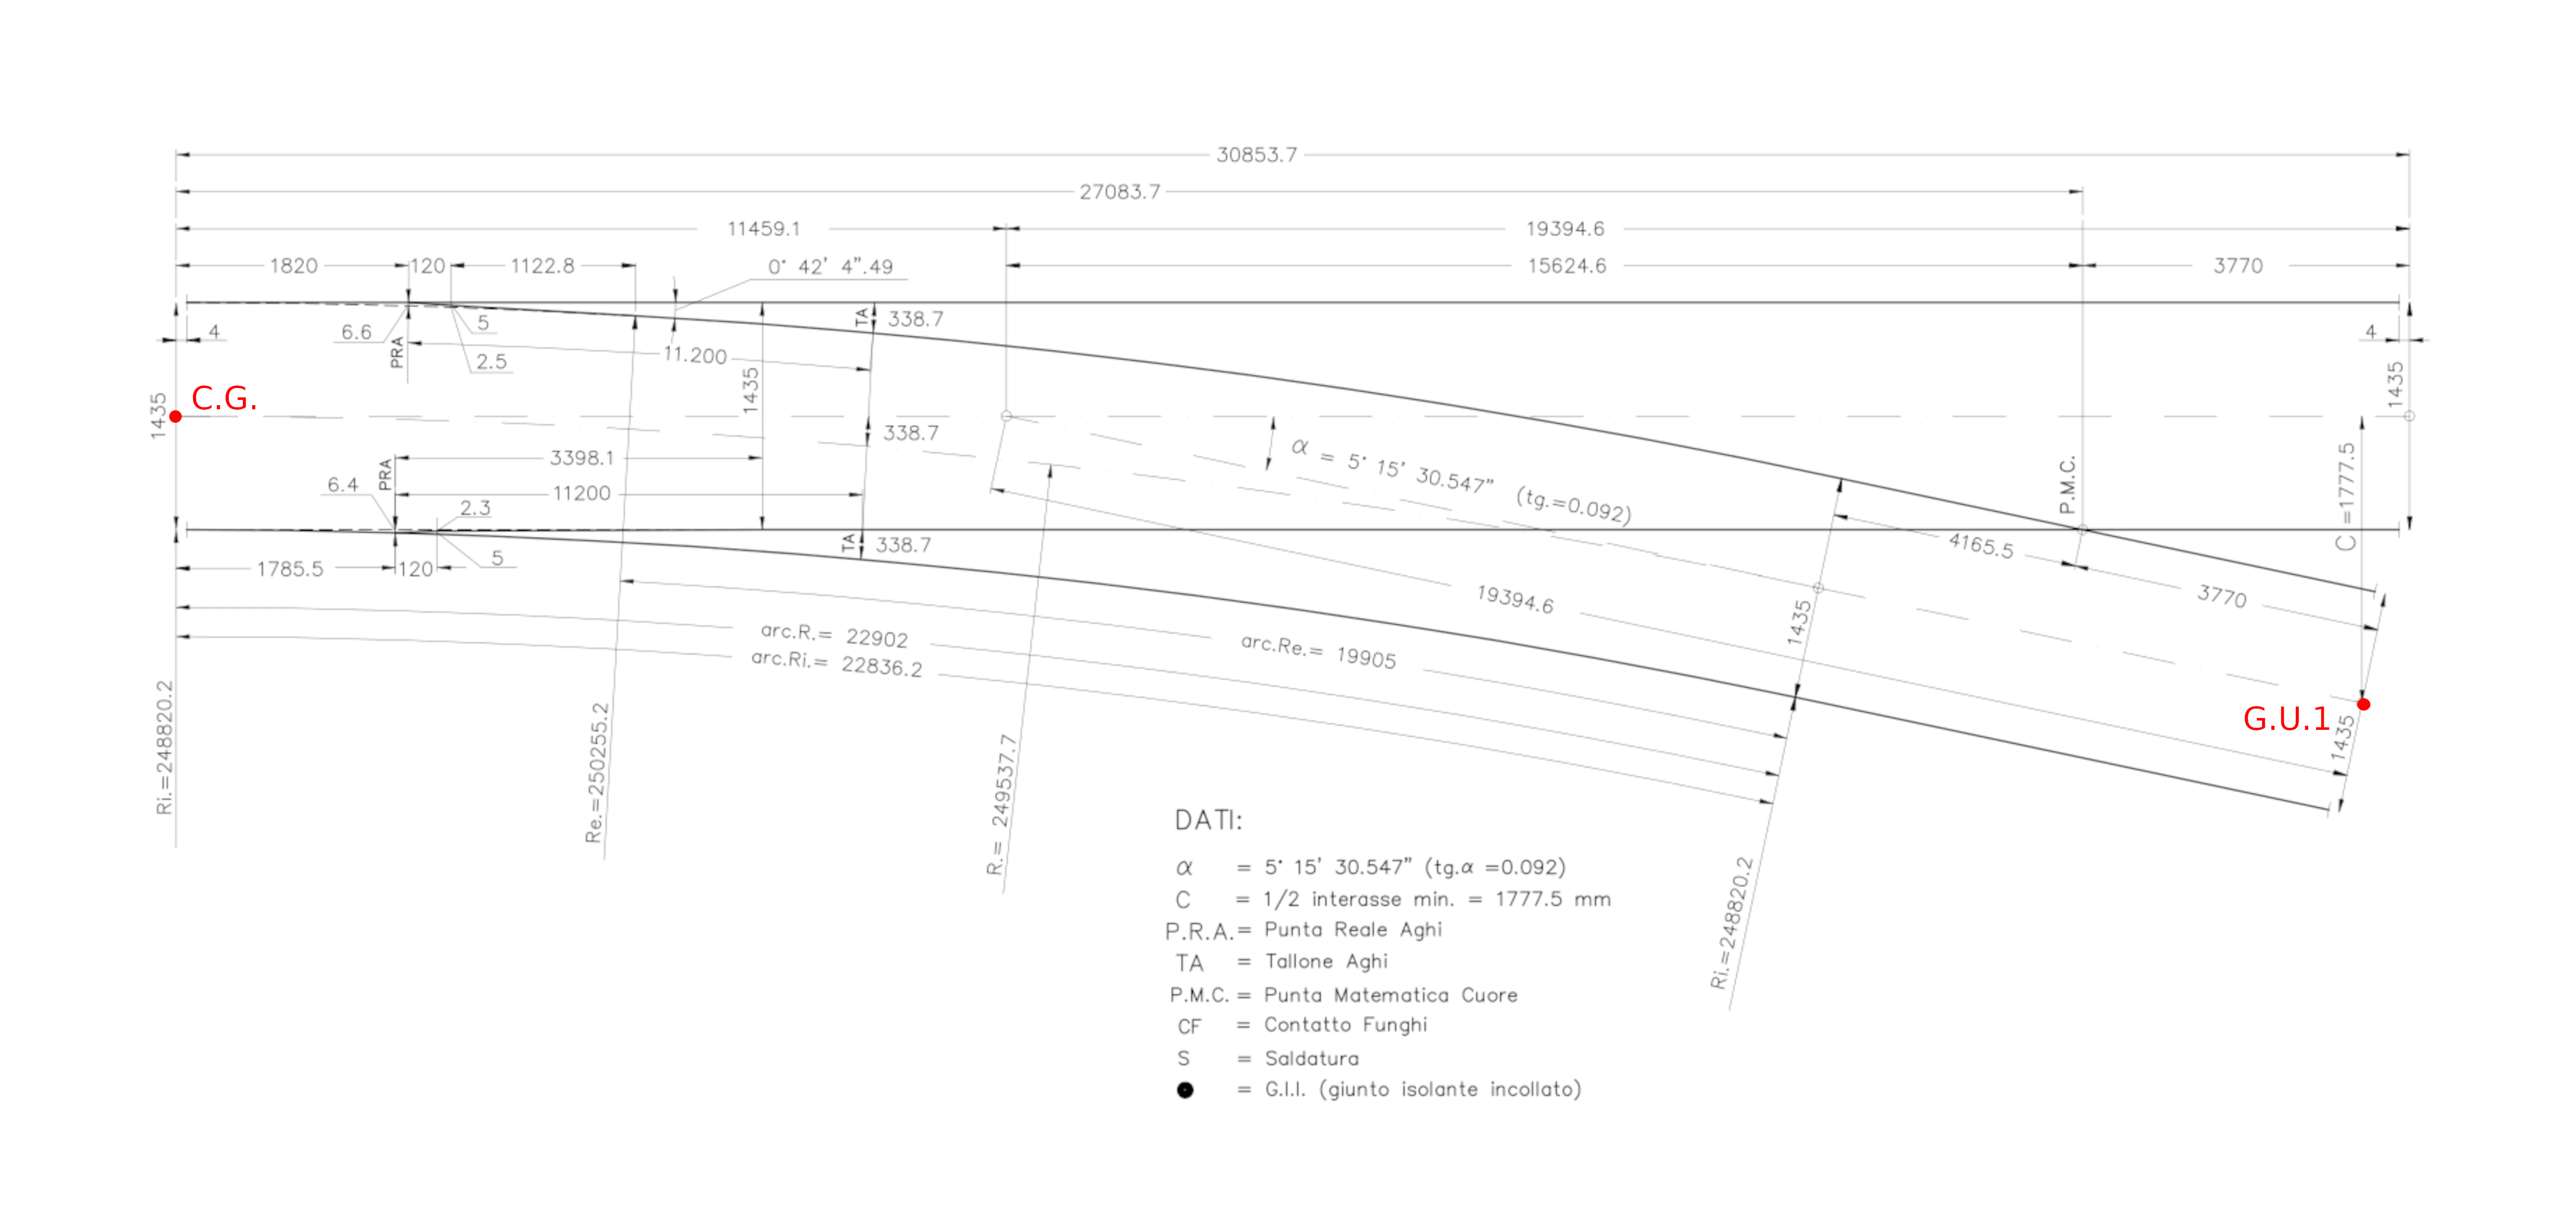 30853.7
27083.7
11459.1
19394.6
1820
120
1122.8
0° 42' 4".49
15624.6
3770
4
6.6
PRA
5
2.5
11.200
TA
338.7
4
1435
C.G.
1435
1435
338.7
α = 5° 15' 30.547" (tg.=0.092)
P.M.C.
C =1777.5
3398.1
PRA
6.4
11200
2.3
TA
338.7
5
1785.5
120
4165.5
3770
19394.6
1435
arc.R.= 22902
arc.Ri.= 22836.2
arc.Re.= 19905
G.U.1
1435
Ri.=248820.2
Re.=250255.2
R.= 249537.7
Ri.=248820.2
DATI:
α = 5° 15' 30.547" (tg.α =0.092)
C = 1/2 interasse min. = 1777.5 mm
P.R.A.= Punta Reale Aghi
TA = Tallone Aghi
P.M.C. = Punta Matematica Cuore
CF = Contatto Funghi
S = Saldatura
= G.I.I. (giunto isolante incollato)